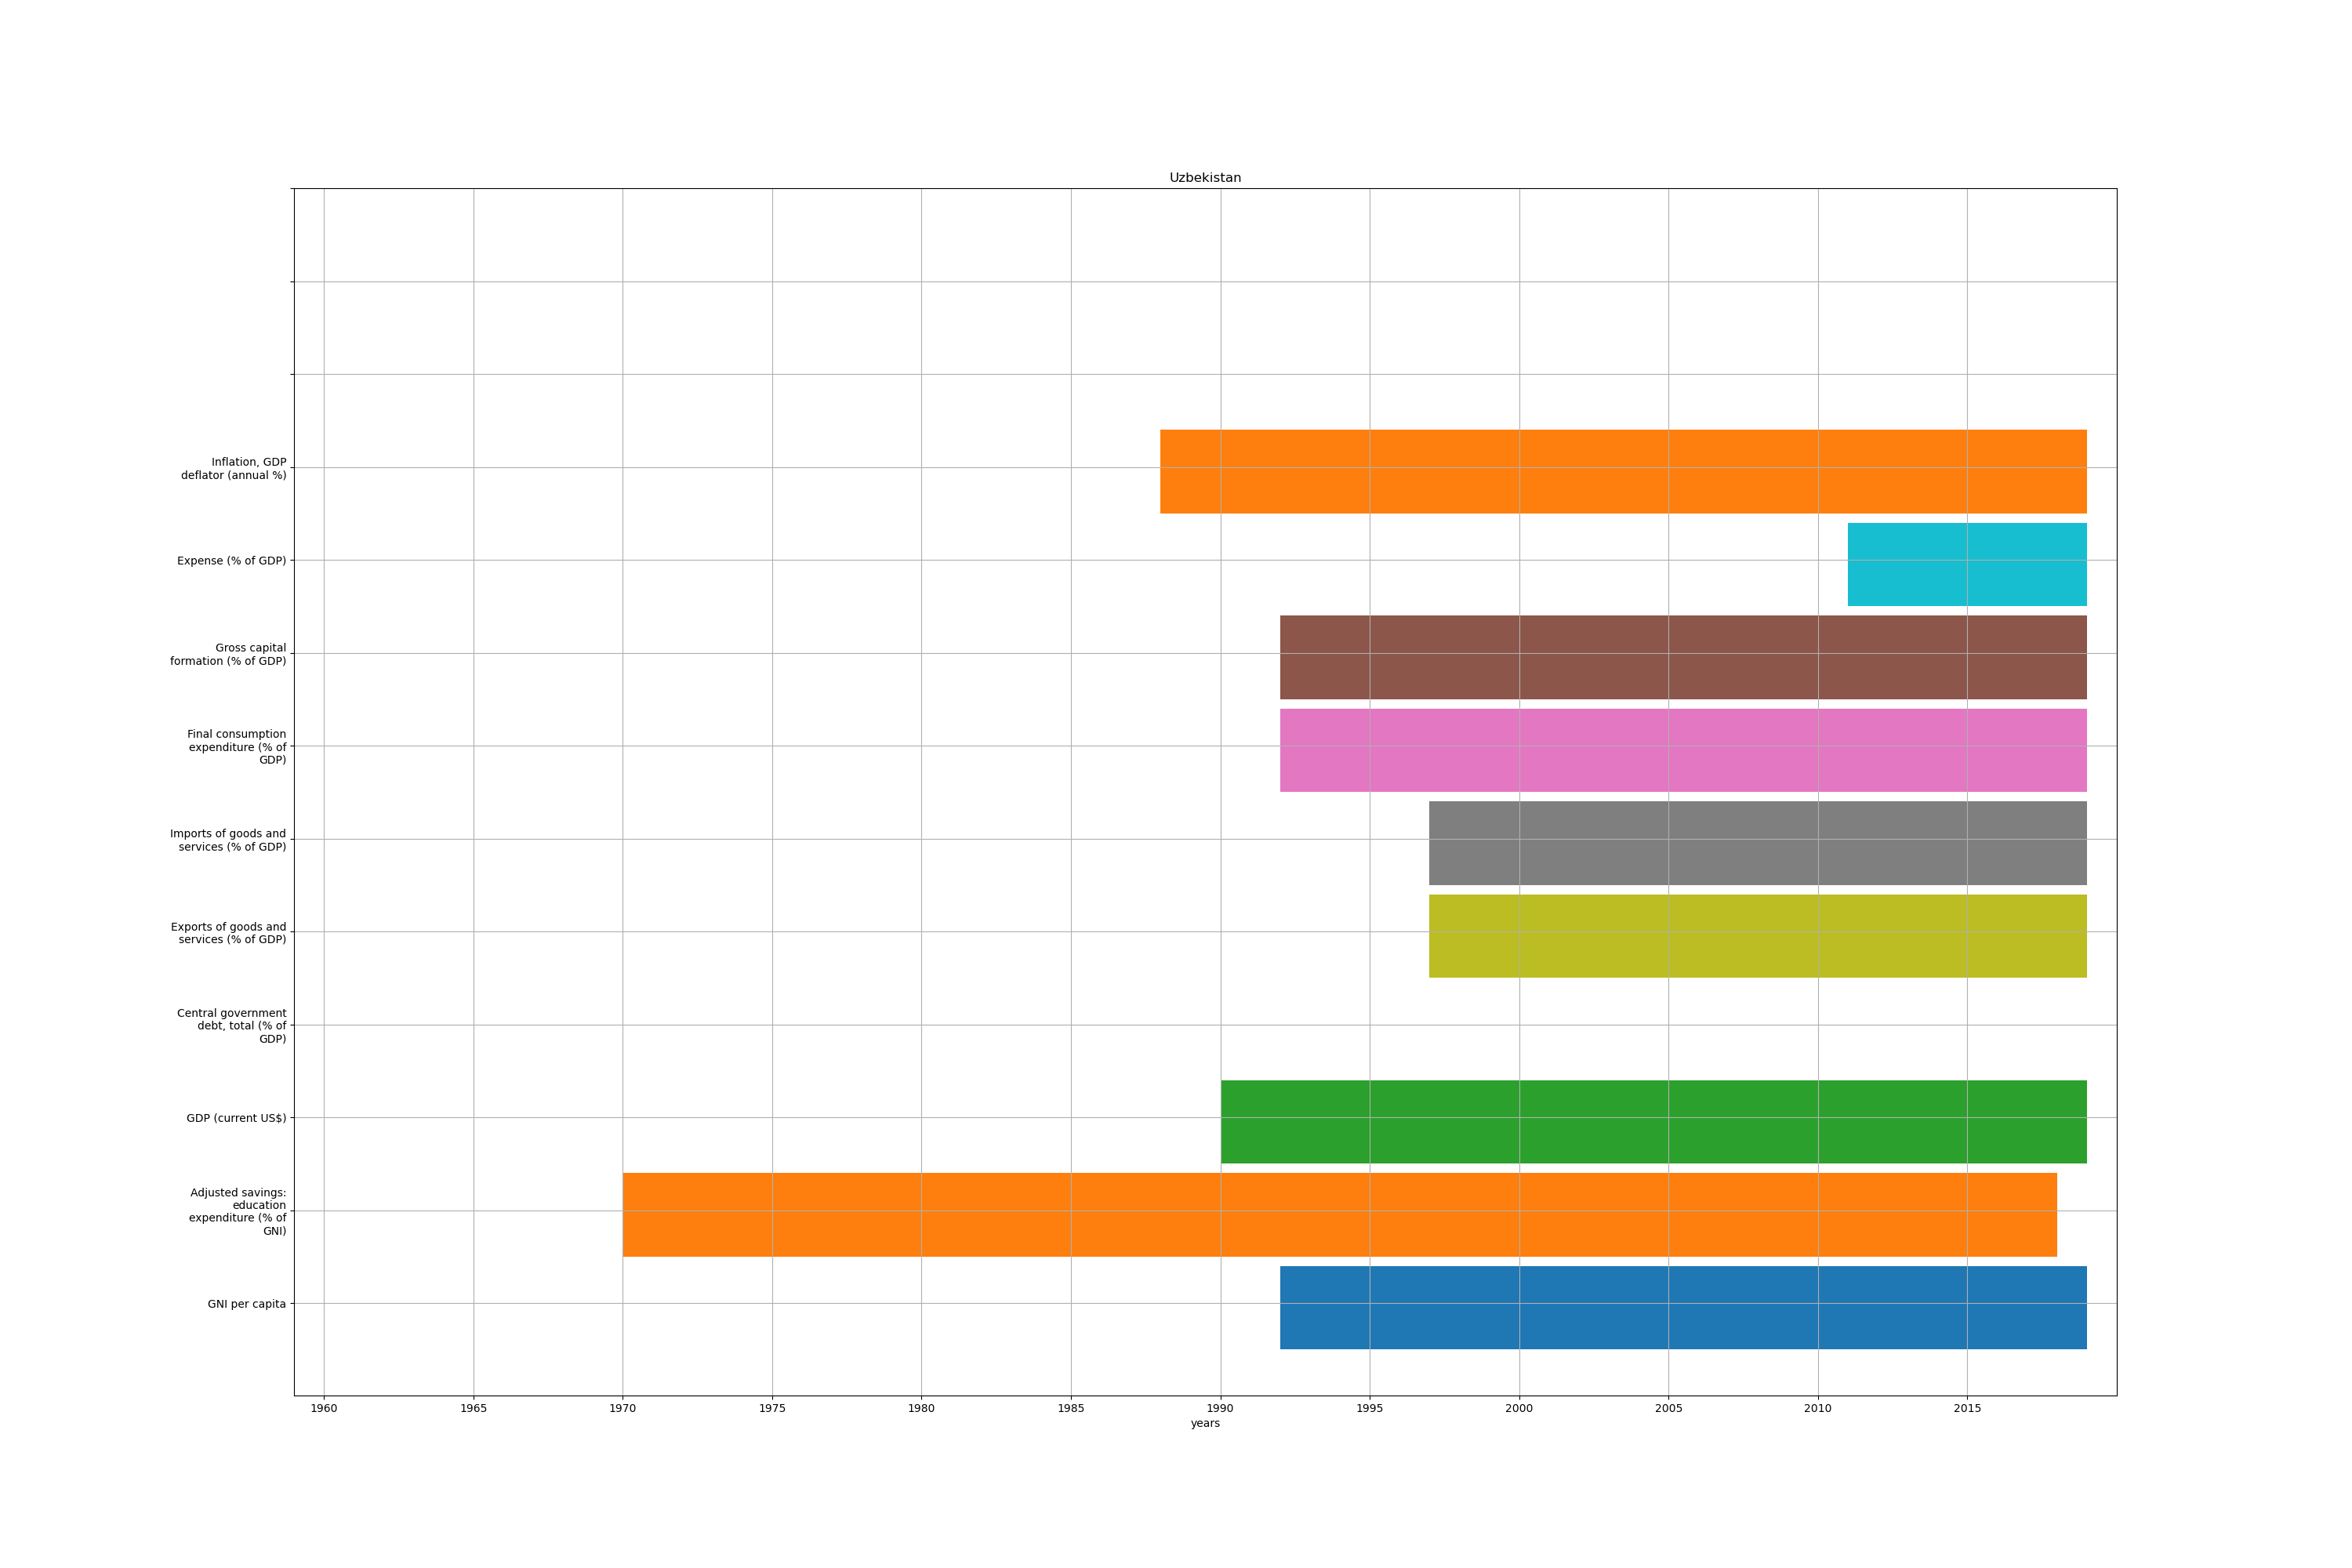 Uzbekistan
Inflation, GDP
deflator (annual %)
Expense (% of GDP)
Gross capital
formation (% of GDP)
Final consumption
expenditure (% of
GDP)
Imports of goods and
services (% of GDP)
Exports of goods and
services (% of GDP)
Central government
debt, total (% of
GDP)
GDP (current US$)
Adjusted savings:
education
expenditure (% of
GNI)
GNI per capita
1960 1965 1970 1975 1980 1985 1990 1995 2000 2005 2010 2015
years